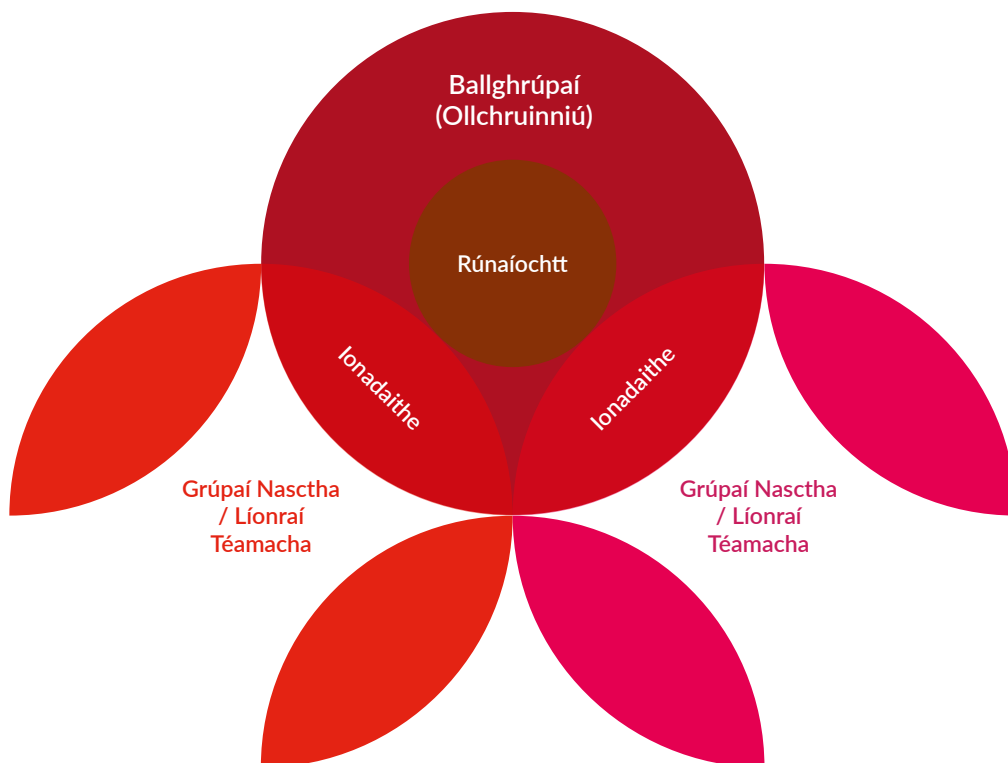 Ballghrúpaí
(Ollchruinniú)
Rúnaíochtt
Ionadaithe
Ionadaithe
Grúpaí Nasctha
/ Líonraí
Téamacha
Grúpaí Nasctha
/ Líonraí
Téamacha